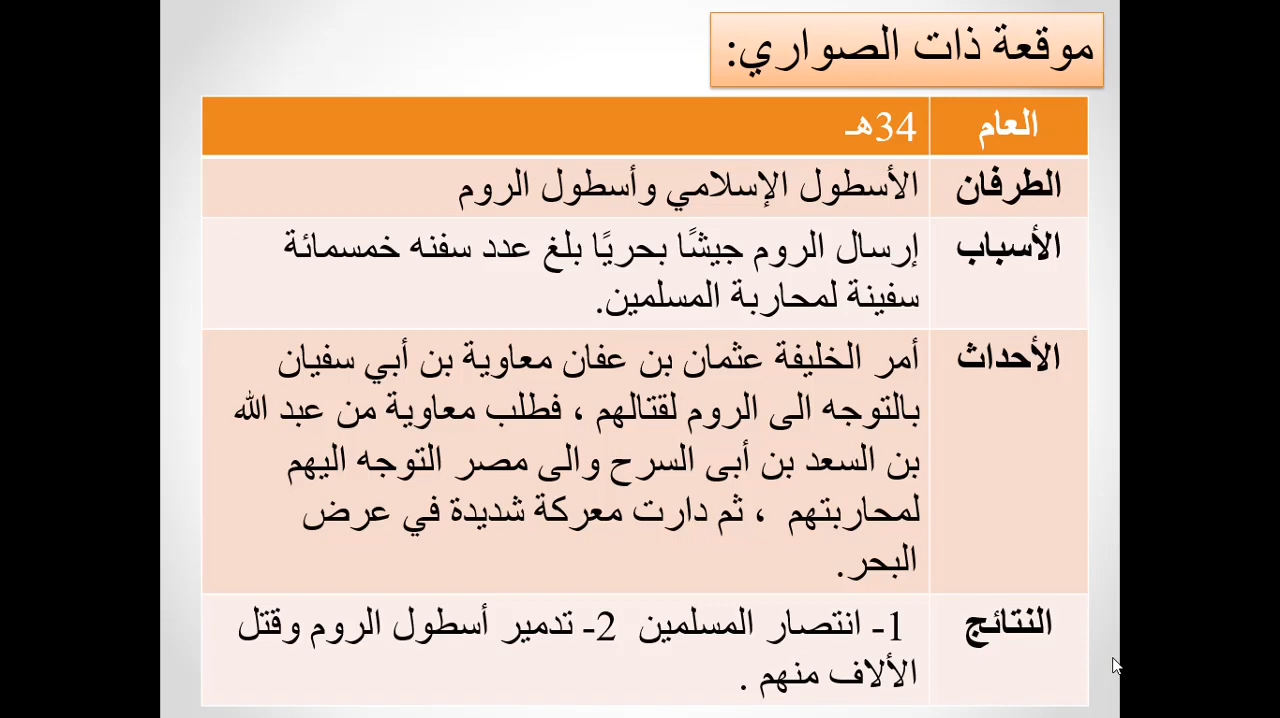 موقعة ذات الصواري:
العام 34هـ
الطرفان الأسطول الإسلامي وأسطول الروم
الأسباب إرسال الروم جيشًا بحريًا بلغ عدد سفنه خمسمائة
سفينة لمحاربة المسلمين.
الأحداث أمر الخليفة عثمان بن عفان معاوية بن أبي سفيان
بالتوجه الى الروم لقتالهم ، فطلب معاوية من عبد الله
بن السعد بن أبى السرح والى مصر التوجه اليهم
لمحاربتهم ، ثم دارت معركة شديدة في عرض
البحر.
النتائج 1- انتصار المسلمين 2- تدمير أسطول الروم وقتل
الألاف منهم .